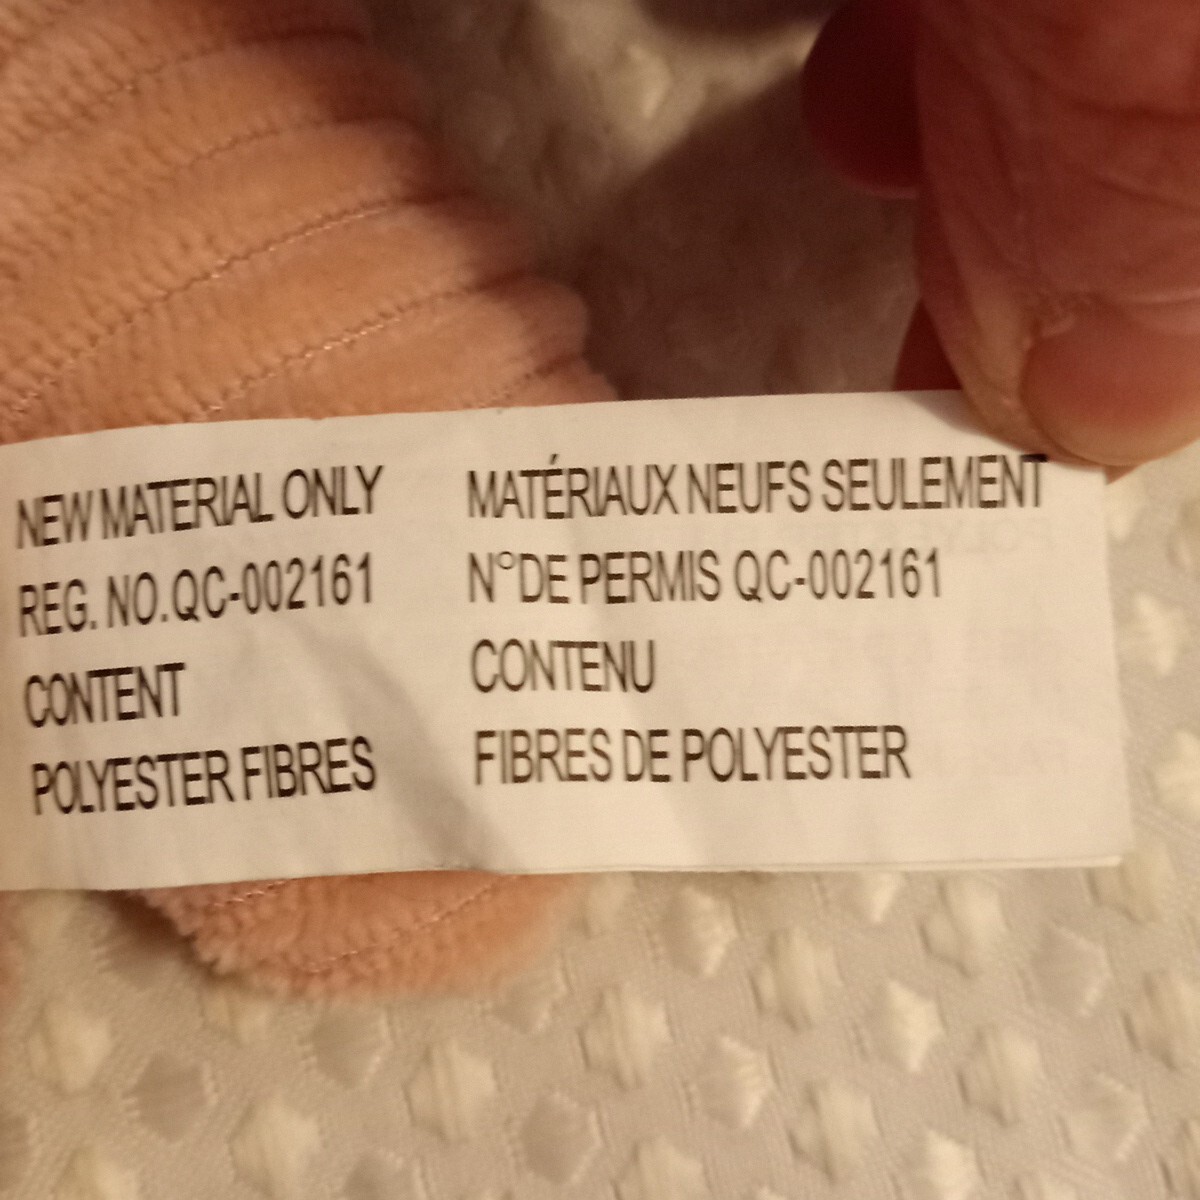 NEW MATERIAL ONLY
REG. NO.QC-002161
CONTENT
POLYESTER FIBRES
MATÉRIAUX NEUFS SEULEMENT
N°DE PERMIS QC-002161
CONTENU
FIBRES DE POLYESTER